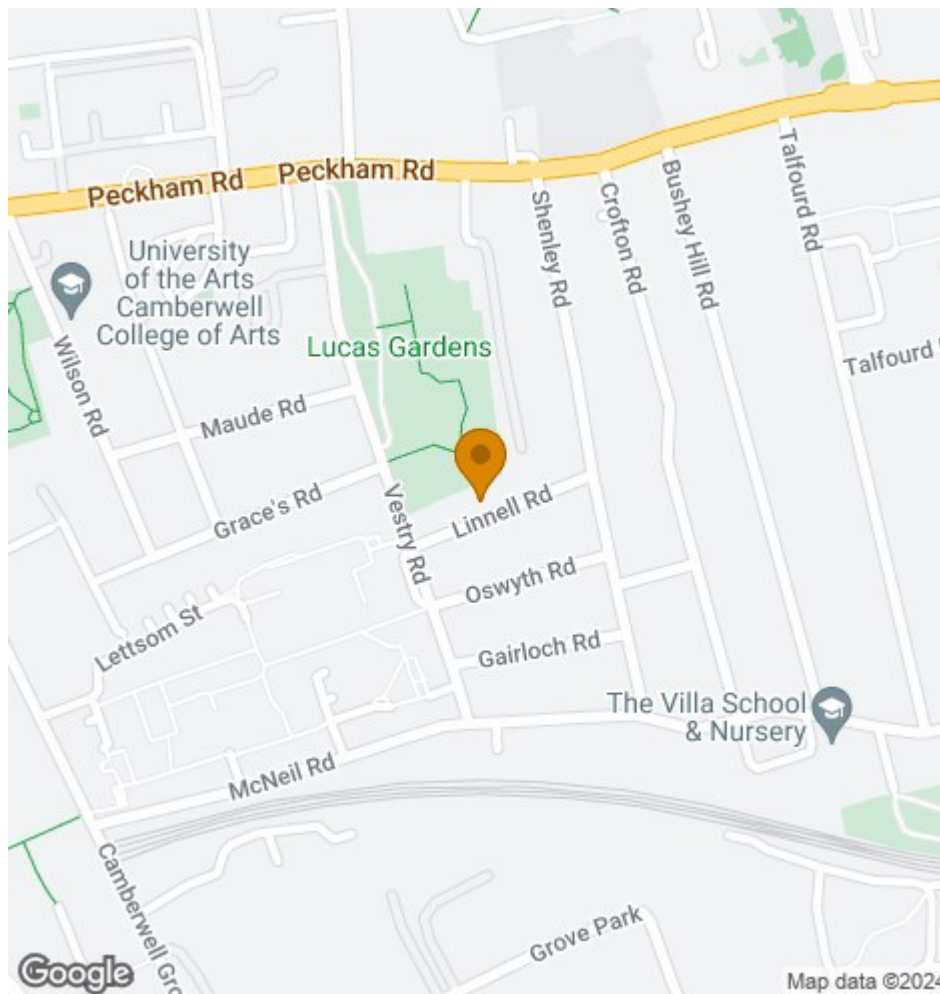 Peckham Rd
Peckham Rd
Talfourd Rd
Bushey Hill Rd
Crofton Rd
Shenley Rd
University
of the Arts
Camberwell
College of Arts
Lucas Gardens
Wilson Rd
Talfourd
Maude Rd
Grace's Rd
Vestry Rd
Linnell Rd
Oswyth Rd
Lettsom St
Gairloch Rd
The Villa School
& Nursery
McNeil Rd
Camberwell Gro
Grove Park
Google
Map data ©2024